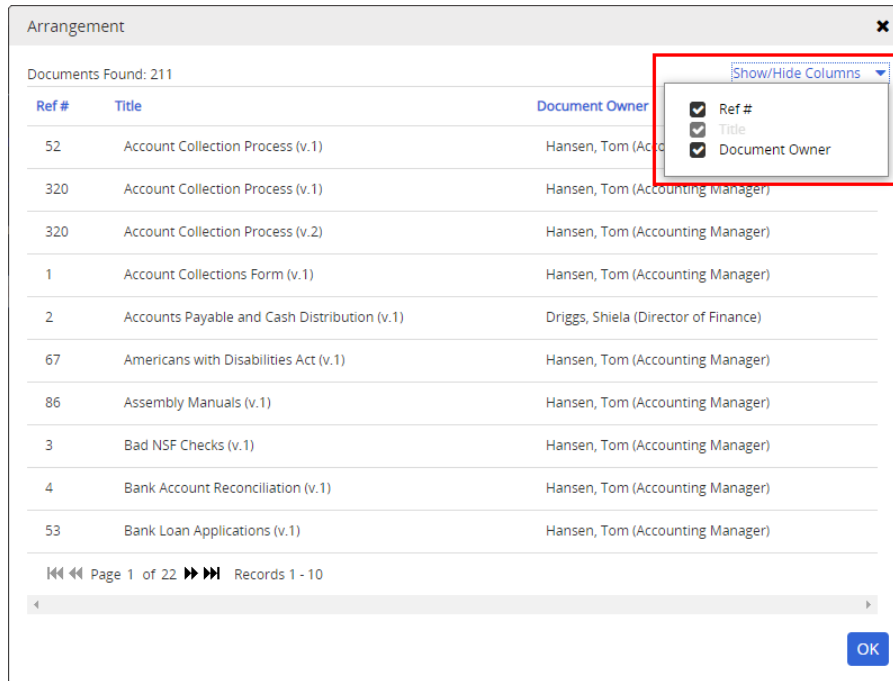 Arrangement
Documents Found: 211
Show/Hide Columns
Ref # Title Document Owner
Ref #
Title
Document Owner
52 Account Collection Process (v.1) Hansen, Tom (Acco
320 Account Collection Process (v.1) Hansen, Tom (Accounting Manager)
320 Account Collection Process (v.2) Hansen, Tom (Accounting Manager)
1 Account Collections Form (v.1) Hansen, Tom (Accounting Manager)
2 Accounts Payable and Cash Distribution (v.1) Driggs, Shiela (Director of Finance)
67 Americans with Disabilities Act (v.1) Hansen, Tom (Accounting Manager)
86 Assembly Manuals (v.1) Hansen, Tom (Accounting Manager)
3 Bad NSF Checks (v.1) Hansen, Tom (Accounting Manager)
4 Bank Account Reconciliation (v.1) Hansen, Tom (Accounting Manager)
53 Bank Loan Applications (v.1) Hansen, Tom (Accounting Manager)
Page 1 of 22 Records 1 - 10
OK